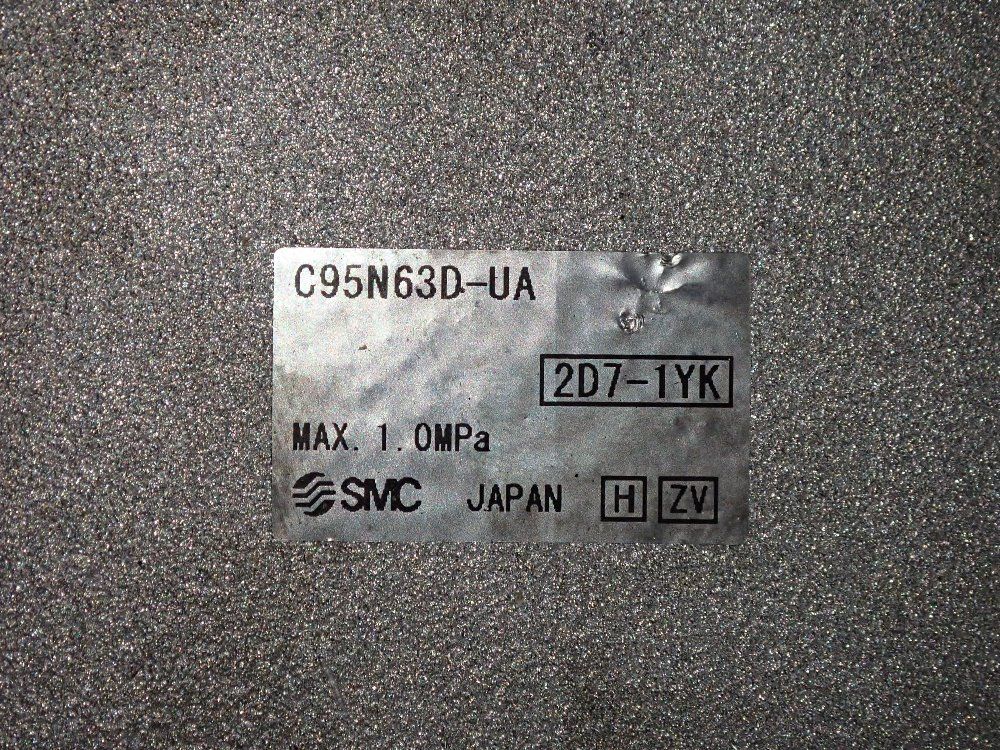 C95N63D-UA
2D7-1YK
MAX. 1.0MPa
SMC JAPAN H ZV